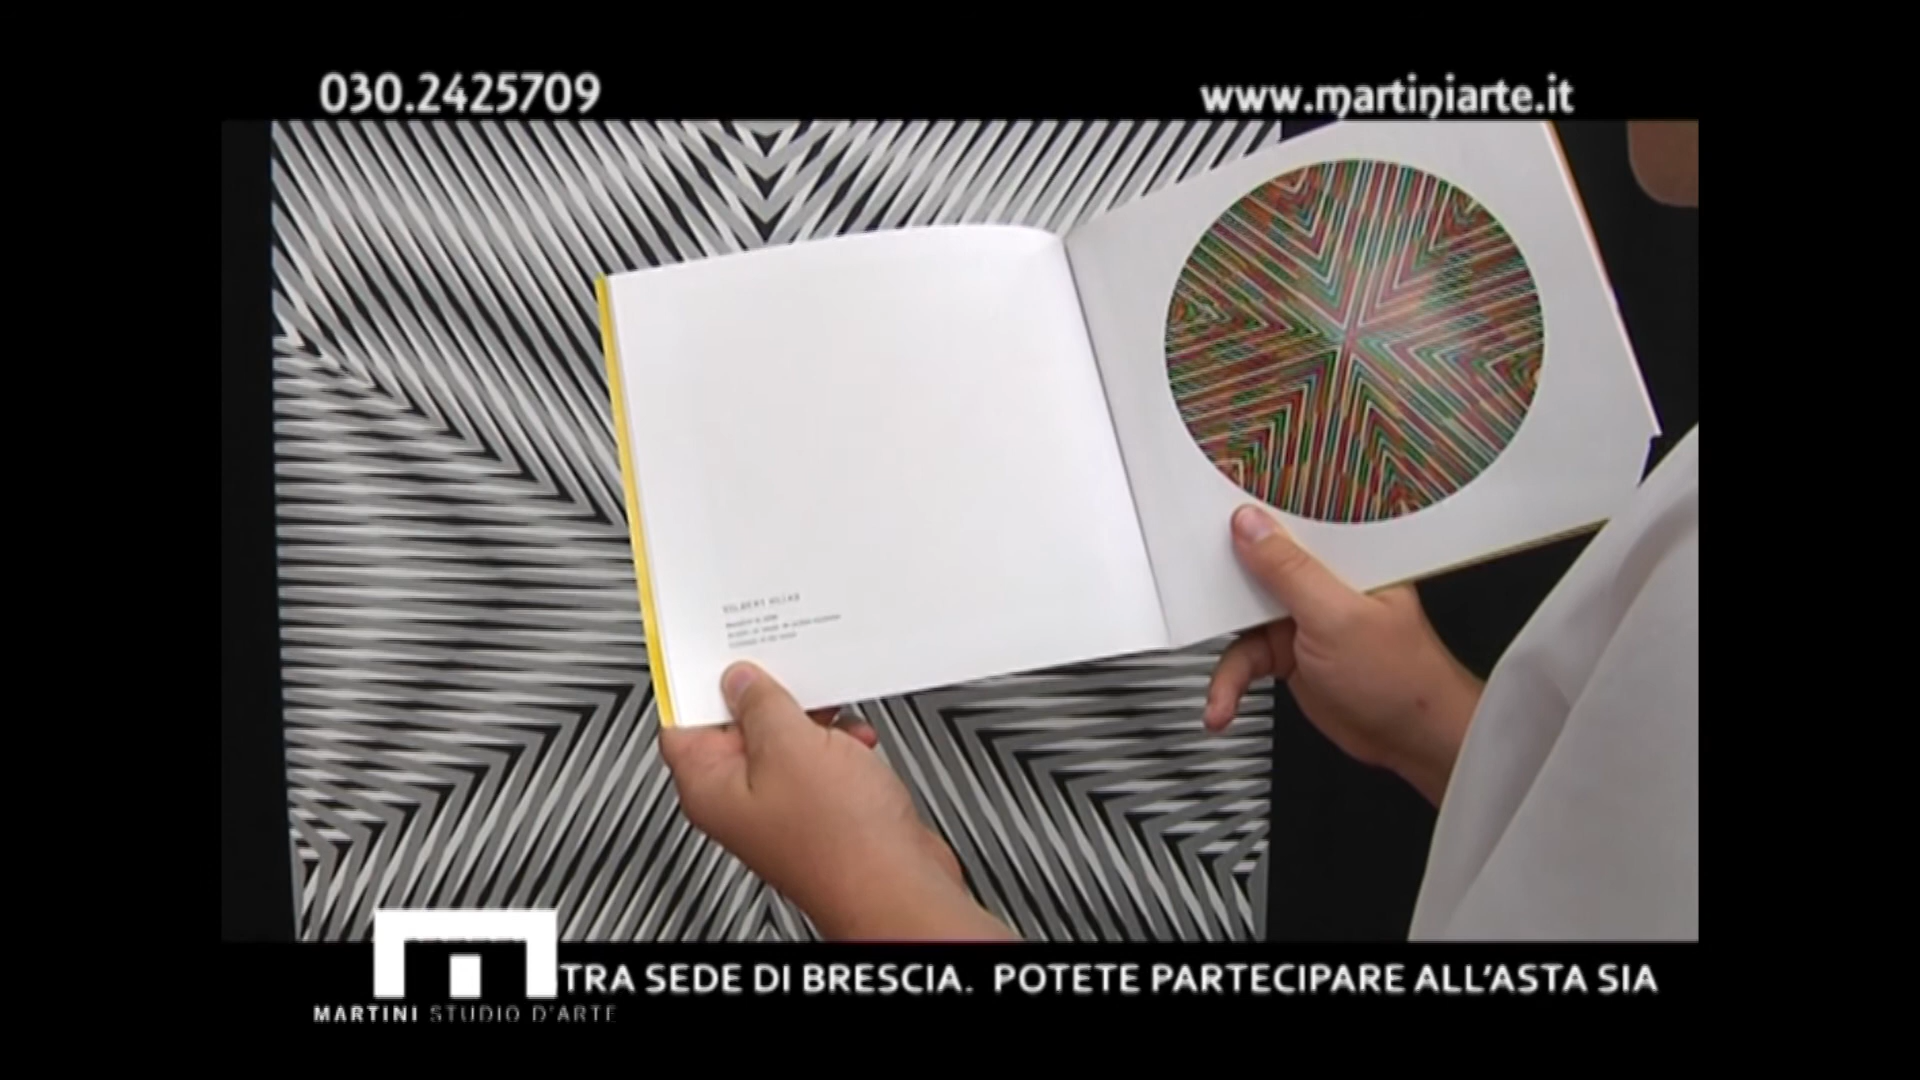 030.2425709
www.martiniarte.it
TRA SEDE DI BRESCIA. POTETE PARTECIPARE ALL'ASTA SIA
MARTINI STUDIO D'ARTE